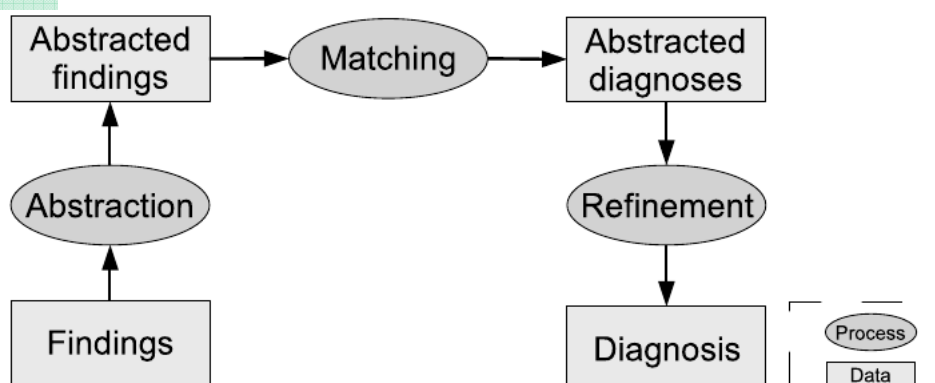 Abstracted
findings
Matching
Abstracted
diagnoses
Abstraction
Refinement
Findings
Diagnosis
Process
Data